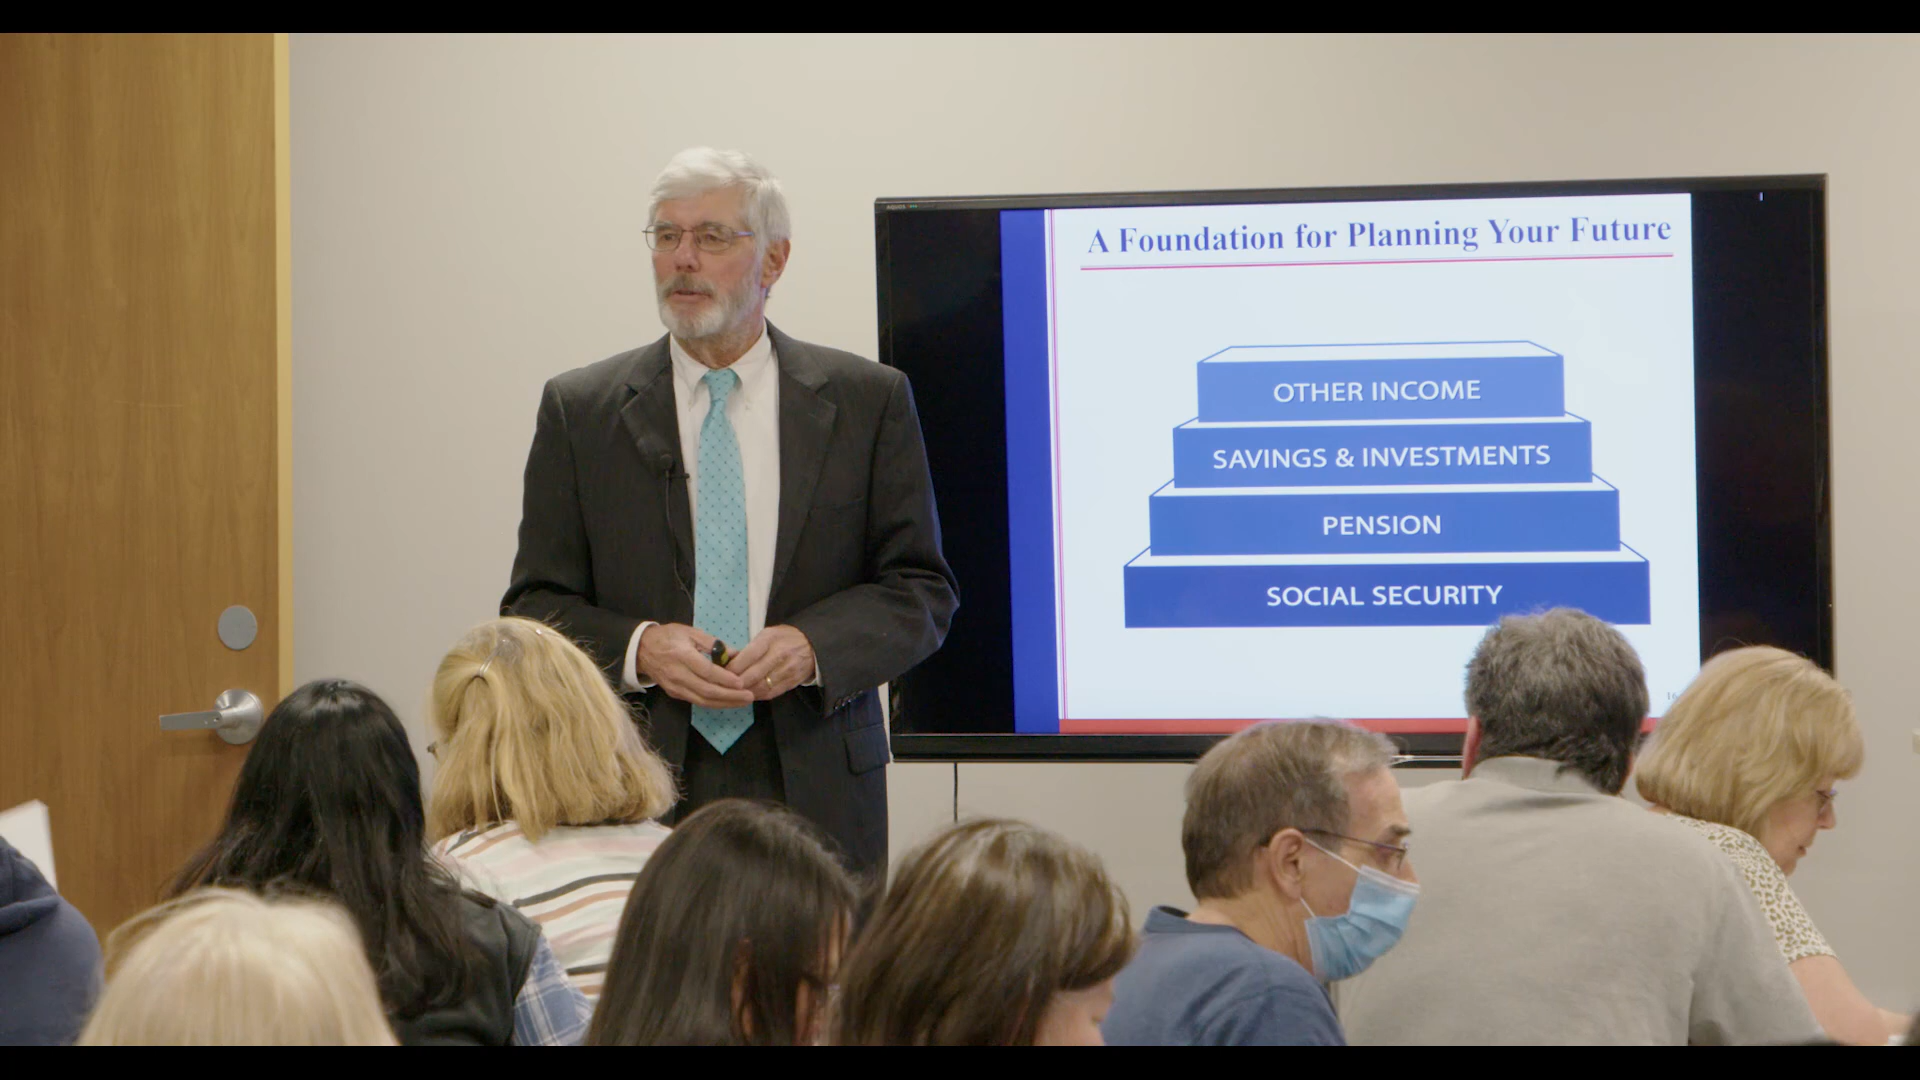 A Foundation for Planning Your Future
OTHER INCOME
SAVINGS & INVESTMENTS
PENSION
SOCIAL SECURITY